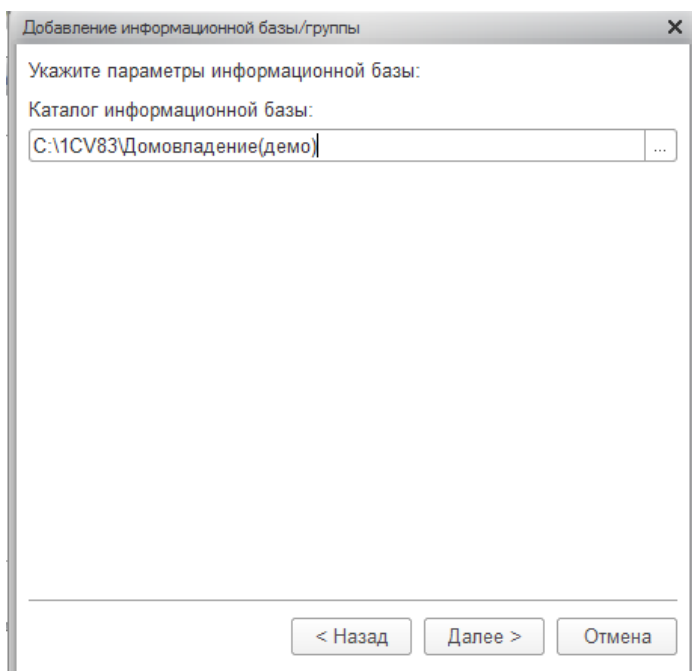 Добавление информационной базы/группы
Укажите параметры информационной базы:
Каталог информационной базы:
C:\1CV83\Домовладение(демо)
...
< Назад
Далее >
Отмена